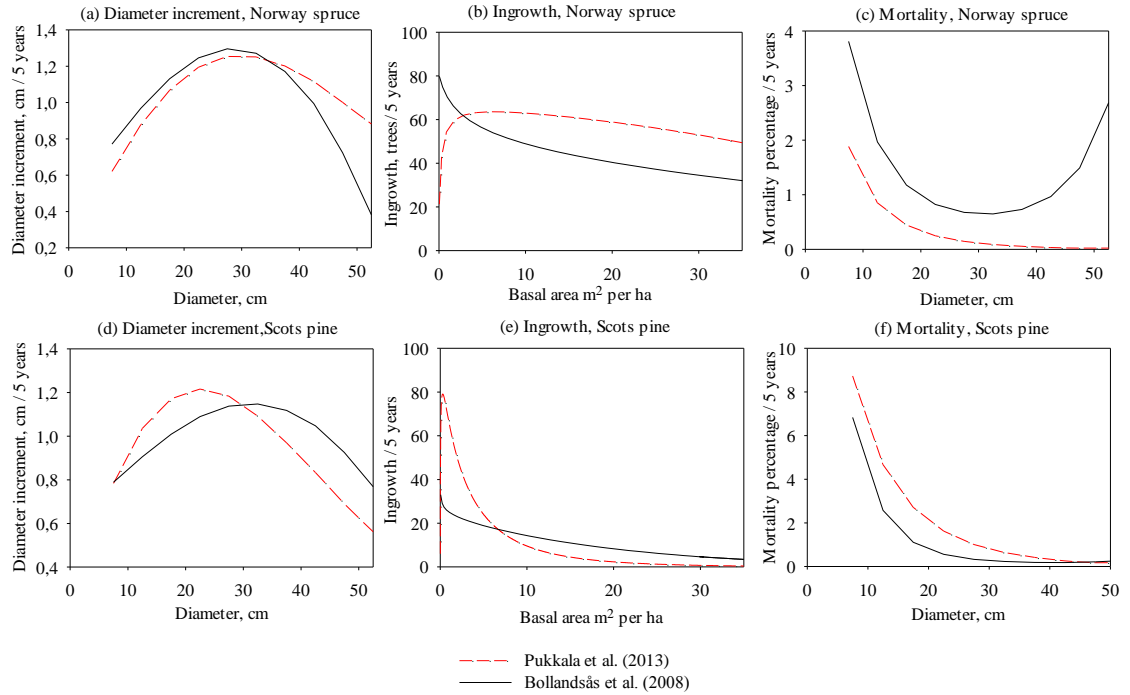 (a) Diameter increment, Norway spruce
Diameter increment, cm / 5 years
1,4
1,2
1,0
0,8
0,6
0,4
0,2
0 10 20 30 40 50
Diameter, cm
(b) Ingrowth, Norway spruce
Ingrowth, trees/ 5 years
100
80
60
40
20
0
0 10 20 30
Basal area m² per ha
(c) Mortality, Norway spruce
Mortality percentage / 5 years
4
3
2
1
0
0 10 20 30 40 50
Diameter, cm
(d) Diameter increment,Scots pine
Diameter increment, cm / 5 years
1,4
1,2
1,0
0,8
0,6
0,4
0 10 20 30 40 50
Diameter, cm
(e) Ingrowth, Scots pine
Ingrowth / 5 years
100
80
60
40
20
0
0 10 20 30
Basal area m² per ha
(f) Mortality, Scots pine
Mortality percentage / 5 years
10
8
6
4
2
0
0 10 20 30 40 50
Diameter, cm
Pukkala et al. (2013)
Bollandsås et al. (2008)